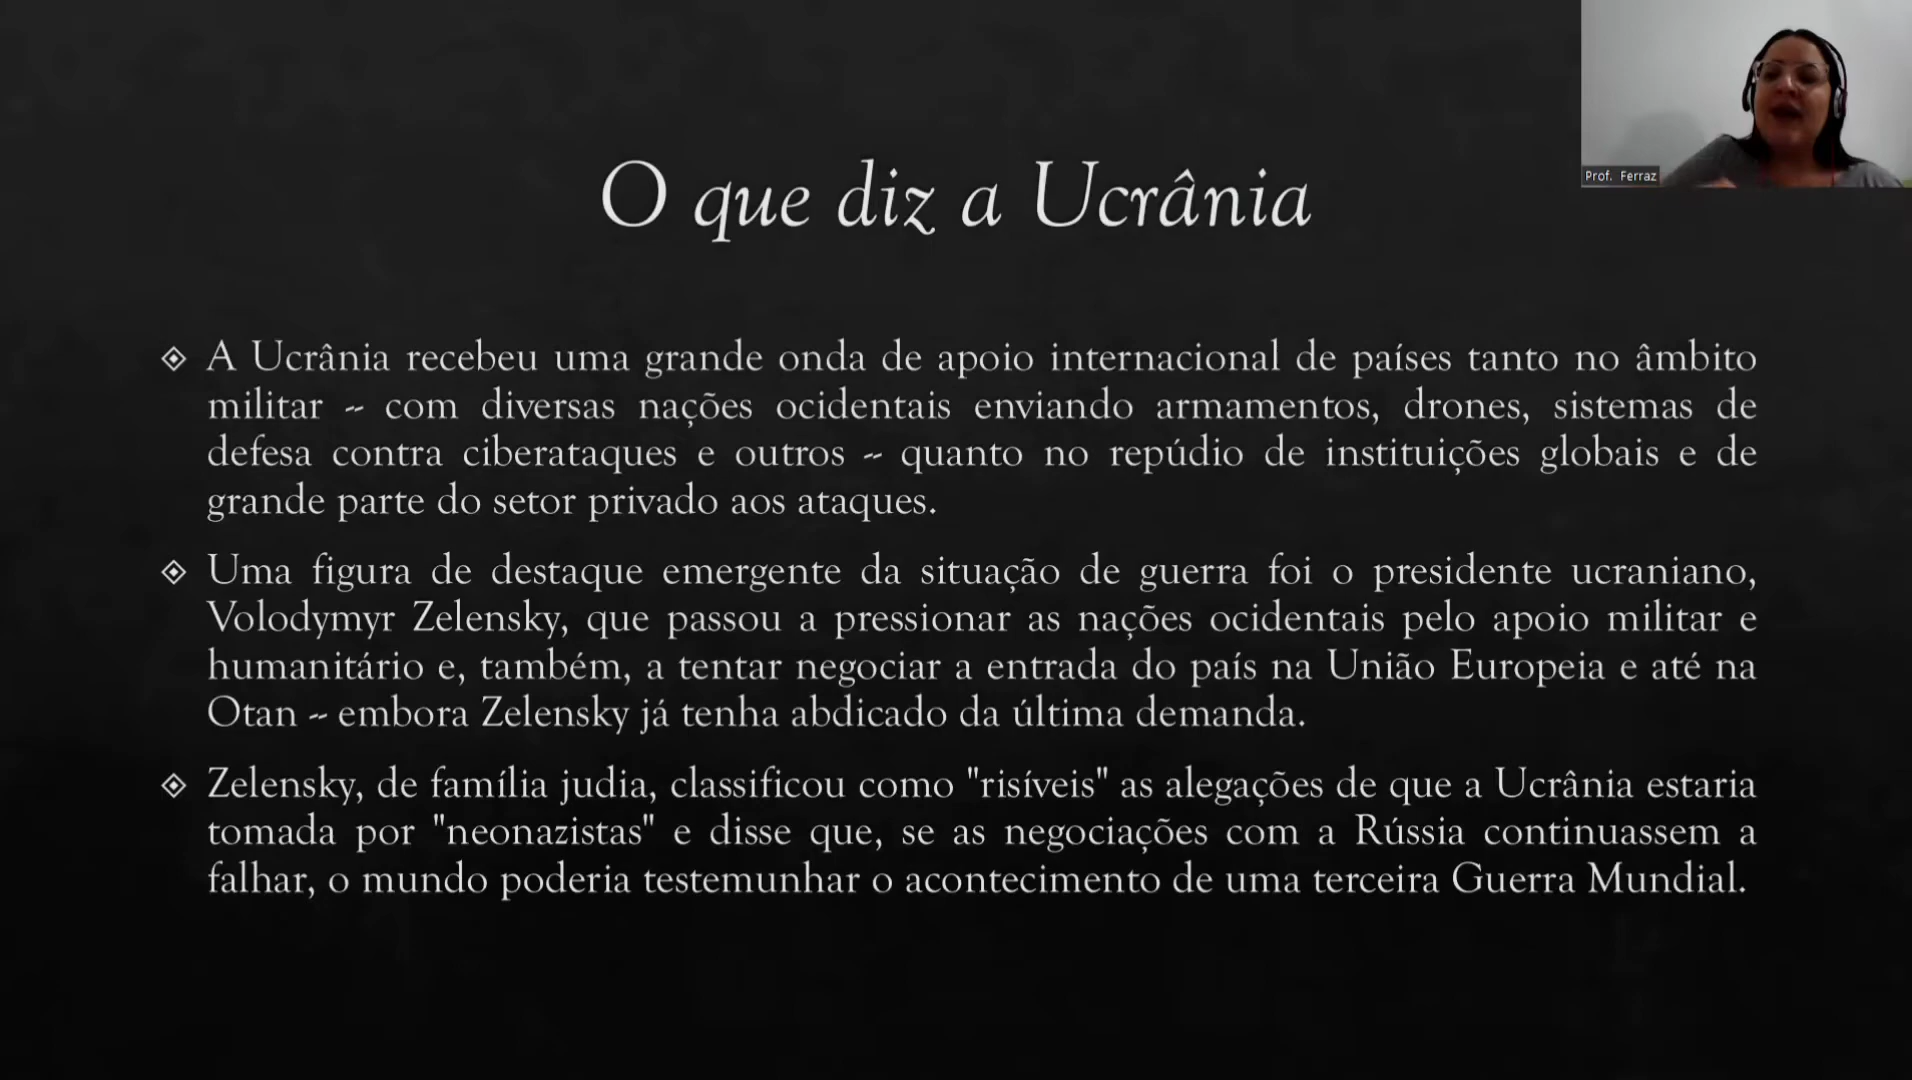 Prof. Ferraz
O que diz a Ucrânia
A Ucrânia recebeu uma grande onda de apoio internacional de países tanto no âmbito
militar -- com diversas nações ocidentais enviando armamentos, drones, sistemas de
defesa contra ciberataques e outros -- quanto no repúdio de instituições globais e de
grande parte do setor privado aos ataques.
Uma figura de destaque emergente da situação de guerra foi o presidente ucraniano,
Volodymyr Zelensky, que passou a pressionar as nações ocidentais pelo apoio militar e
humanitário e, também, a tentar negociar a entrada do país na União Europeia e até na
Otan -- embora Zelensky já tenha abdicado da última demanda.
Zelensky, de família judia, classificou como "risíveis" as alegações de que a Ucrânia estaria
tomada por "neonazistas" e disse que, se as negociações com a Rússia continuassem a
falhar, o mundo poderia testemunhar o acontecimento de uma terceira Guerra Mundial.